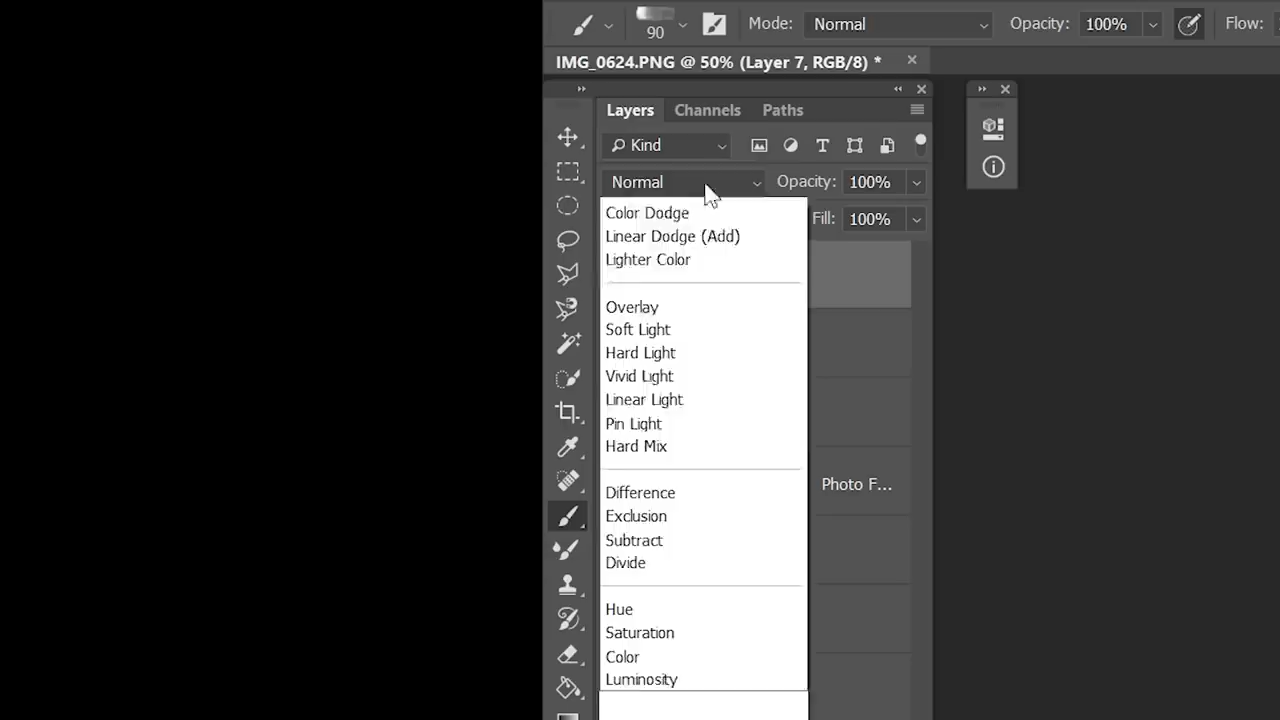 90
Mode: Normal
Opacity: 100%
Flow:
IMG_0624.PNG @ 50% (Layer 7, RGB/8) *
Layers Channels Paths
Kind
Normal
Opacity: 100%
Fill: 100%
Color Dodge
Linear Dodge (Add)
Lighter Color
Overlay
Soft Light
Hard Light
Vivid Light
Linear Light
Pin Light
Hard Mix
Photo F...
Difference
Exclusion
Subtract
Divide
Hue
Saturation
Color
Luminosity